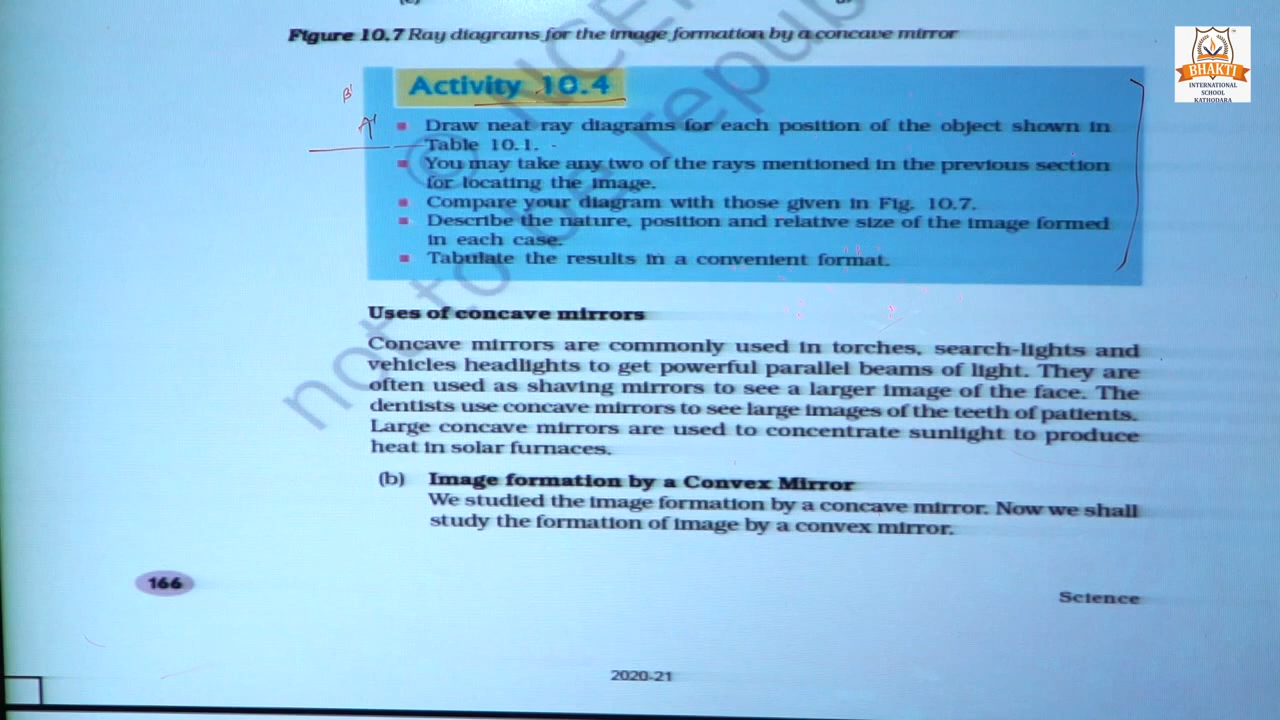 Figure 10.7 Ray diagrams for the image formation by a concave mirror
BHAKTI
INTERNATIONAL
SCHOOL
KATHODARA
Activity 10.4
B'
A'
Draw neat ray diagrams for each position of the object shown in
Table 10.1.
You may take any two of the rays mentioned in the previous section
for locating the image.
Compare your diagram with those given in Fig. 10.7.
Describe the nature, position and relative size of the image formed
in each case.
Tabulate the results in a convenient format.
Uses of concave mirrors
Concave mirrors are commonly used in torches, search-lights and
vehicles headlights to get powerful parallel beams of light. They are
often used as shaving mirrors to see a larger image of the face. The
dentists use concave mirrors to see large images of the teeth of patients.
Large concave mirrors are used to concentrate sunlight to produce
heat in solar furnaces.
(b) Image formation by a Convex Mirror
We studied the image formation by a concave mirror. Now we shall
study the formation of image by a convex mirror.
166
Science
2020-21
© NCE
not to be repub